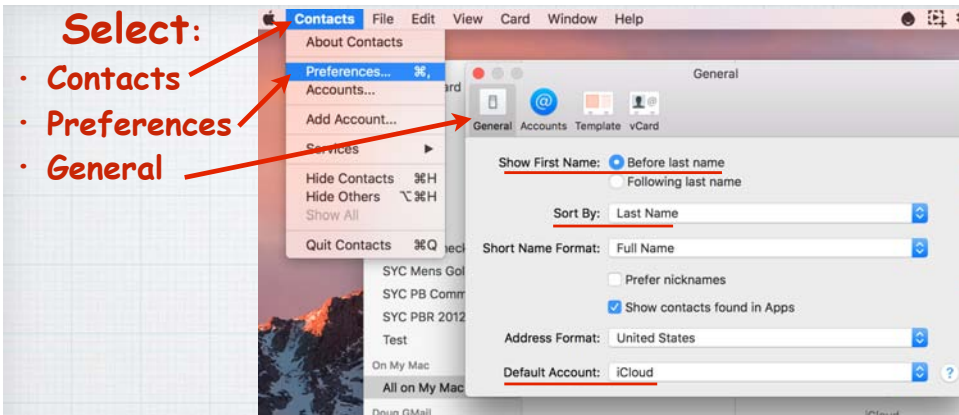 Select:
· Contacts
· Preferences
· General
Contacts File Edit View Card Window Help
About Contacts
Preferences... ⌘,
Accounts...
Add Account...
Services ▶
Hide Contacts ⌘H
Hide Others ⌥⌘H
Show All
Quit Contacts ⌘Q
SYC Mens Gol
SYC PB Comm
SYC PBR 2012
Test
On My Mac
All on My Mac
Doug GMail
General
General Accounts Template vCard
Show First Name: Before last name
Following last name
Sort By: Last Name
Short Name Format: Full Name
Prefer nicknames
Show contacts found in Apps
Address Format: United States
Default Account: iCloud ?
iCloud